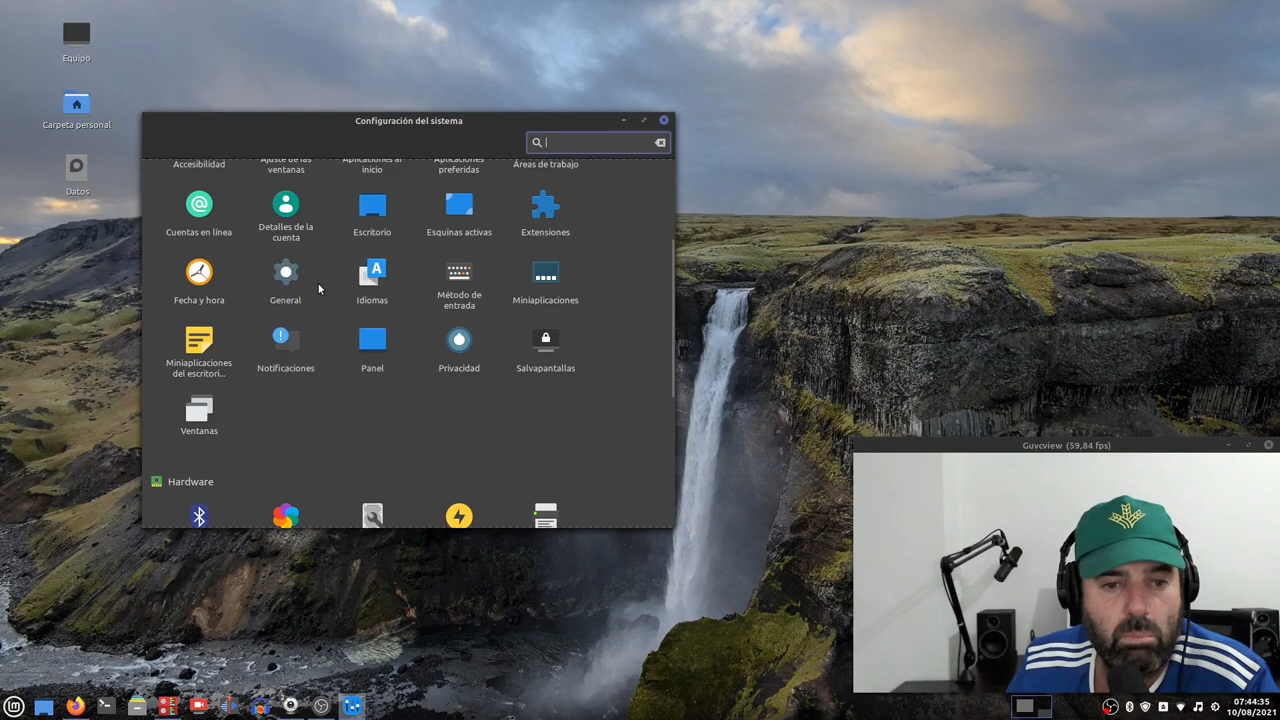 Equipo
Carpeta personal
Datos
Configuración del sistema
Accesibilidad
Ajuste de las
ventanas
Aplicaciones al
inicio
Aplicaciones
preferidas
Áreas de trabajo
Cuentas en línea
Detalles de la
cuenta
Escritorio
Esquinas activas
Extensiones
Fecha y hora
General
Idiomas
Método de
entrada
Miniaplicaciones
Miniaplicaciones
del escritori...
Notificaciones
Panel
Privacidad
Salvapantallas
Ventanas
Hardware
Guvcview (59,84 fps)
07:44:35
10/08/2021